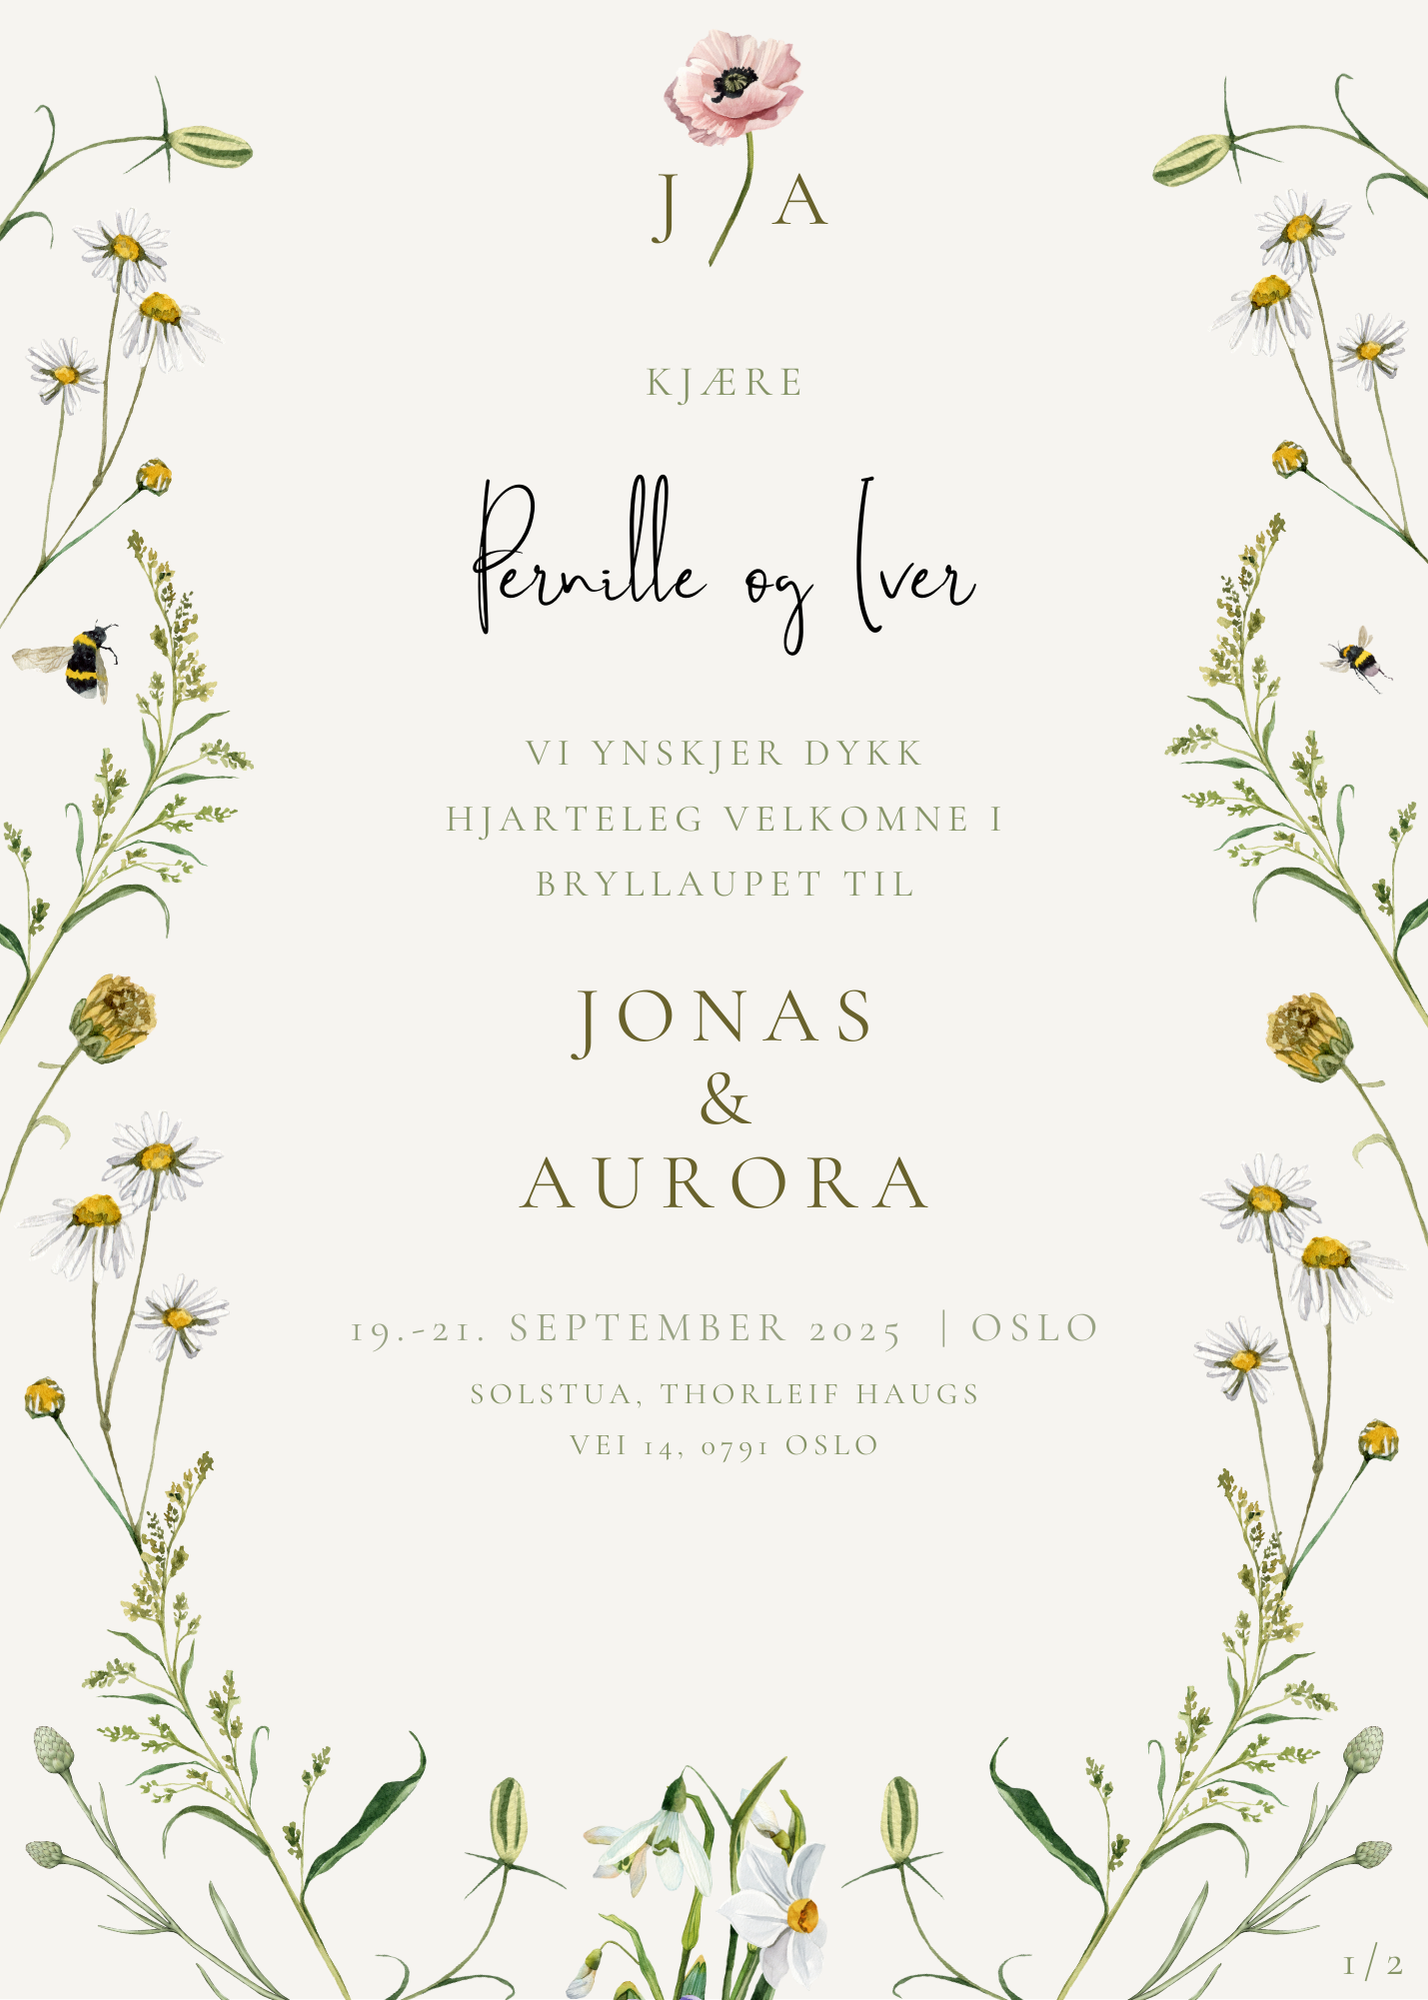 J A
KJÆRE
Pernille og Iver
VI YNSKJER DYKK
HJARTELEG VELKOMNE I
BRYLLAUPET TIL
JONAS
&
AURORA
19.-21. SEPTEMBER 2025 | OSLO
SOLSTUA, THORLEIF HAUGS
VEI 14, 0791 OSLO
1/2